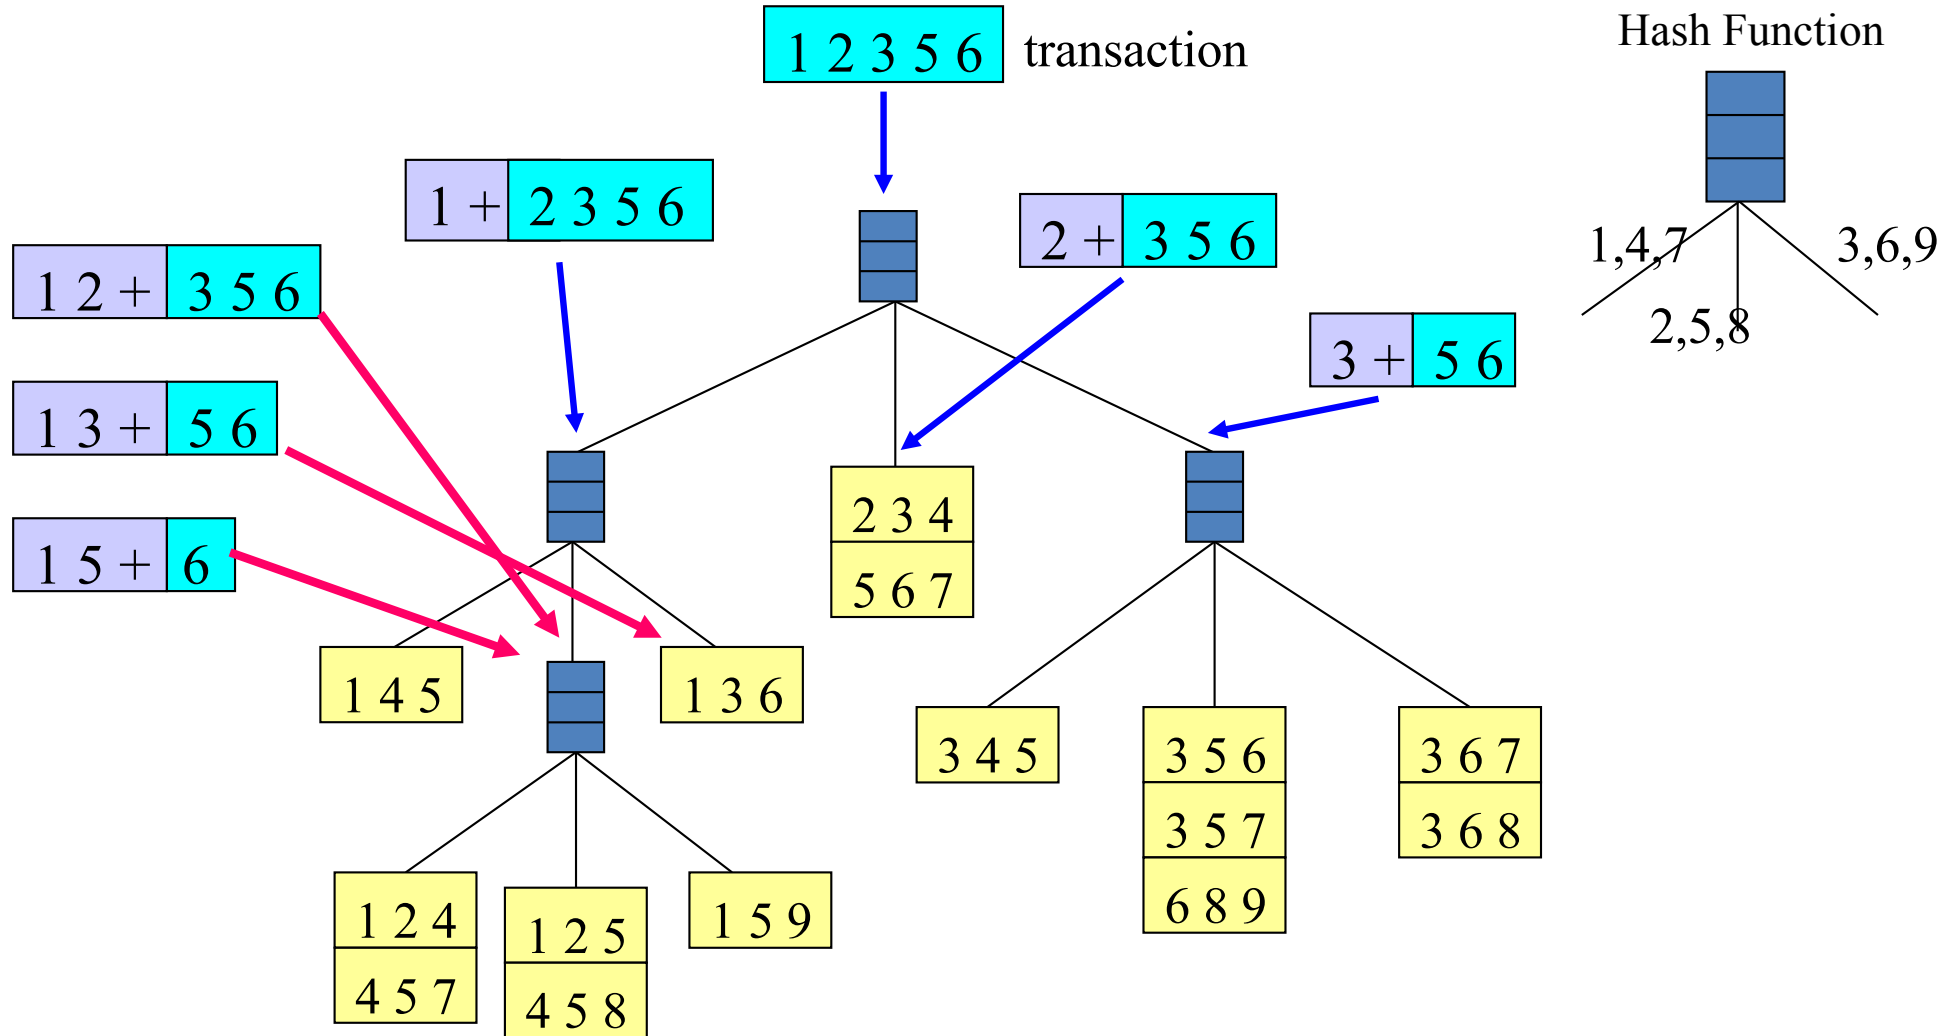 1 2 3 5 6 transaction
Hash Function
1 + 2 3 5 6
2 + 3 5 6
1,4,7
3,6,9
2,5,8
1 2 + 3 5 6
3 + 5 6
1 3 + 5 6
1 5 + 6
2 3 4
5 6 7
1 4 5
1 3 6
3 4 5
3 5 6
3 6 7
3 5 7
3 6 8
6 8 9
1 2 4
1 2 5
1 5 9
4 5 7
4 5 8